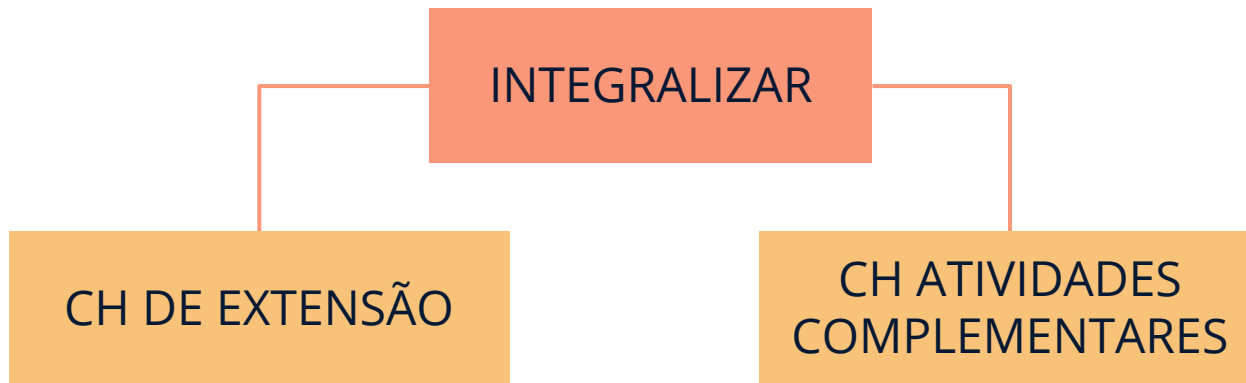 INTEGRALIZAR
CH DE EXTENSÃO
CH ATIVIDADES
COMPLEMENTARES